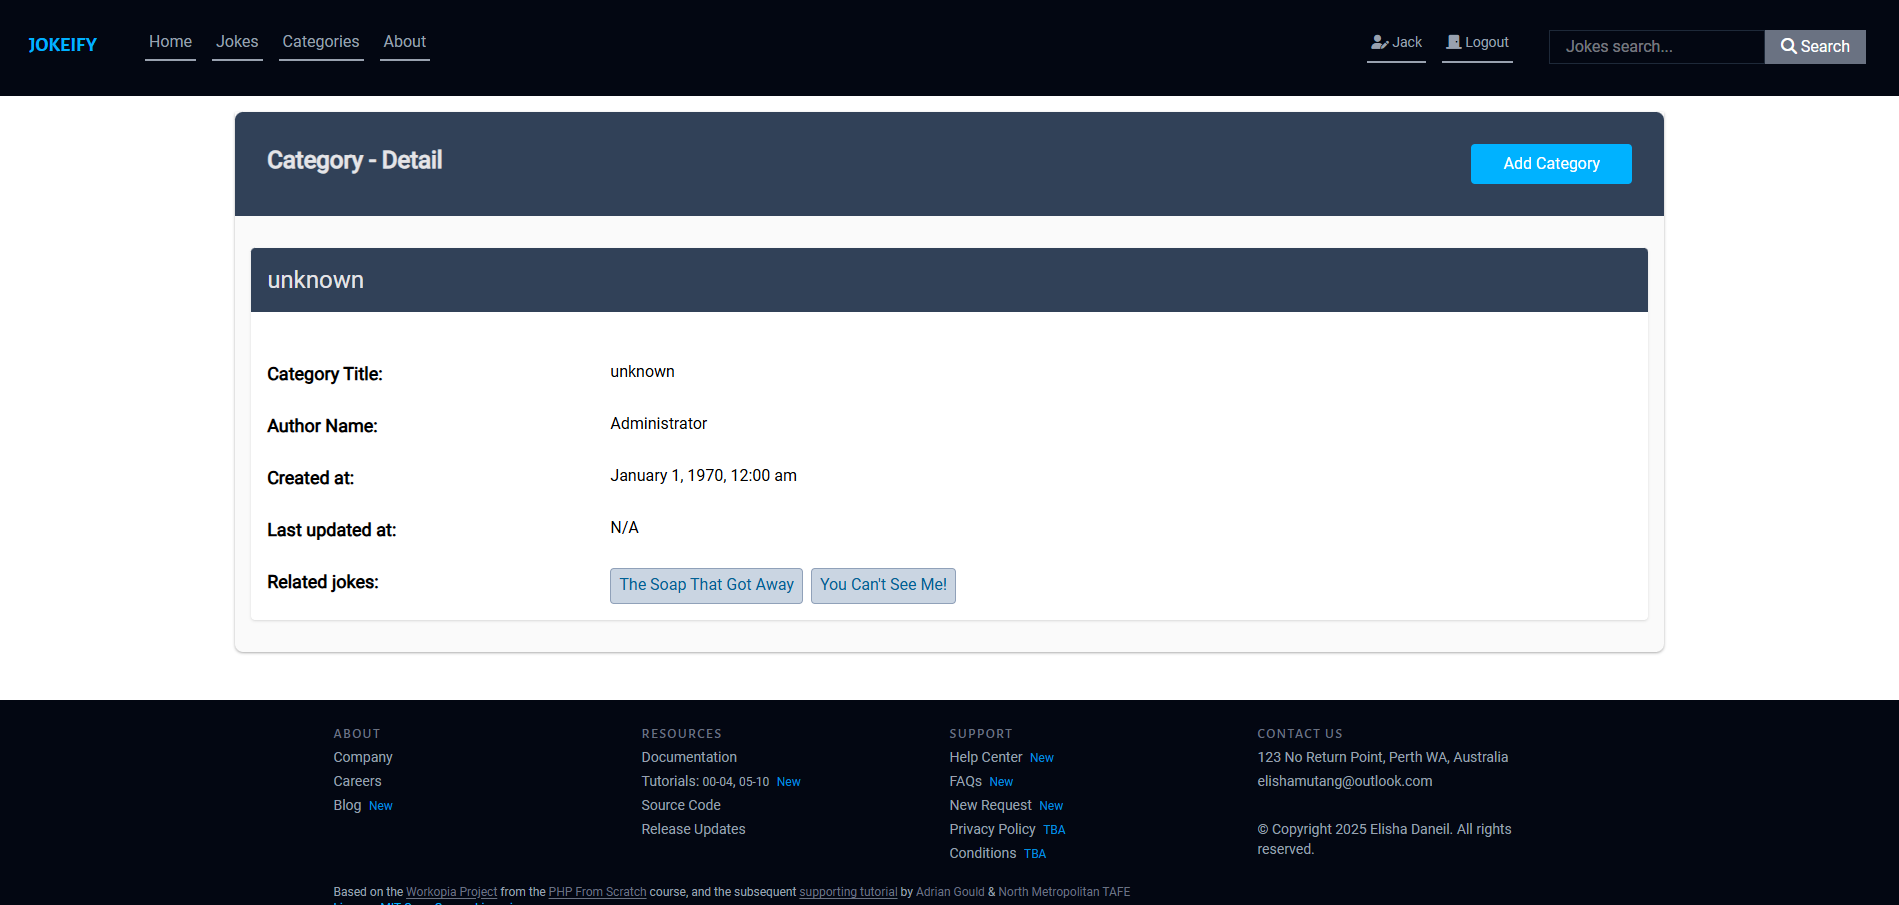 JOKEIFY Home Jokes Categories About Jack Logout Jokes search... Search
Category - Detail Add Category
unknown
Category Title: unknown
Author Name: Administrator
Created at: January 1, 1970, 12:00 am
Last updated at: N/A
Related jokes: The Soap That Got Away You Can't See Me!
ABOUT
Company
Careers
Blog New
RESOURCES
Documentation
Tutorials: 00-04, 05-10 New
Source Code
Release Updates
SUPPORT
Help Center New
FAQs New
New Request New
Privacy Policy TBA
Conditions TBA
CONTACT US
123 No Return Point, Perth WA, Australia
elishamutang@outlook.com
© Copyright 2025 Elisha Daneil. All rights
reserved.
Based on the Workopia Project from the PHP From Scratch course, and the subsequent supporting tutorial by Adrian Gould & North Metropolitan TAFE